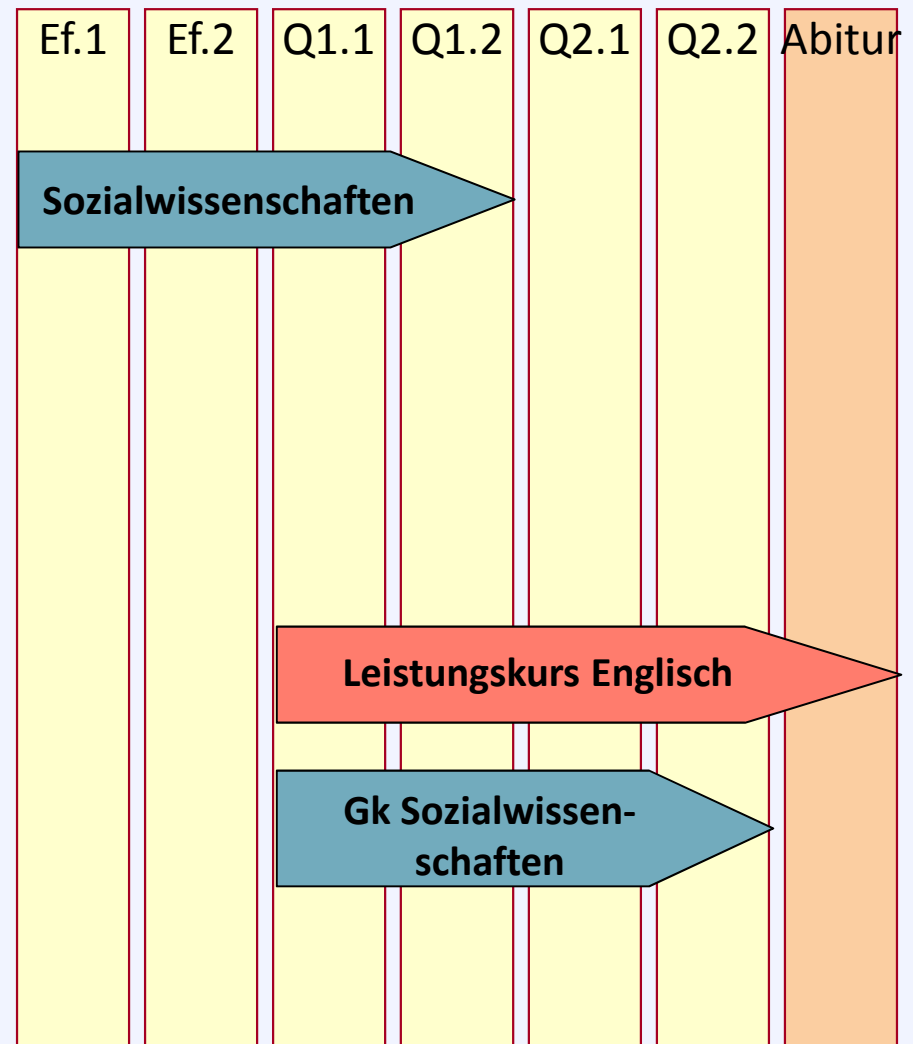 Ef.1 Ef.2 Q1.1 Q1.2 Q2.1 Q2.2 Abitur
Sozialwissenschaften
Leistungskurs Englisch
Gk Sozialwissen-
schaften